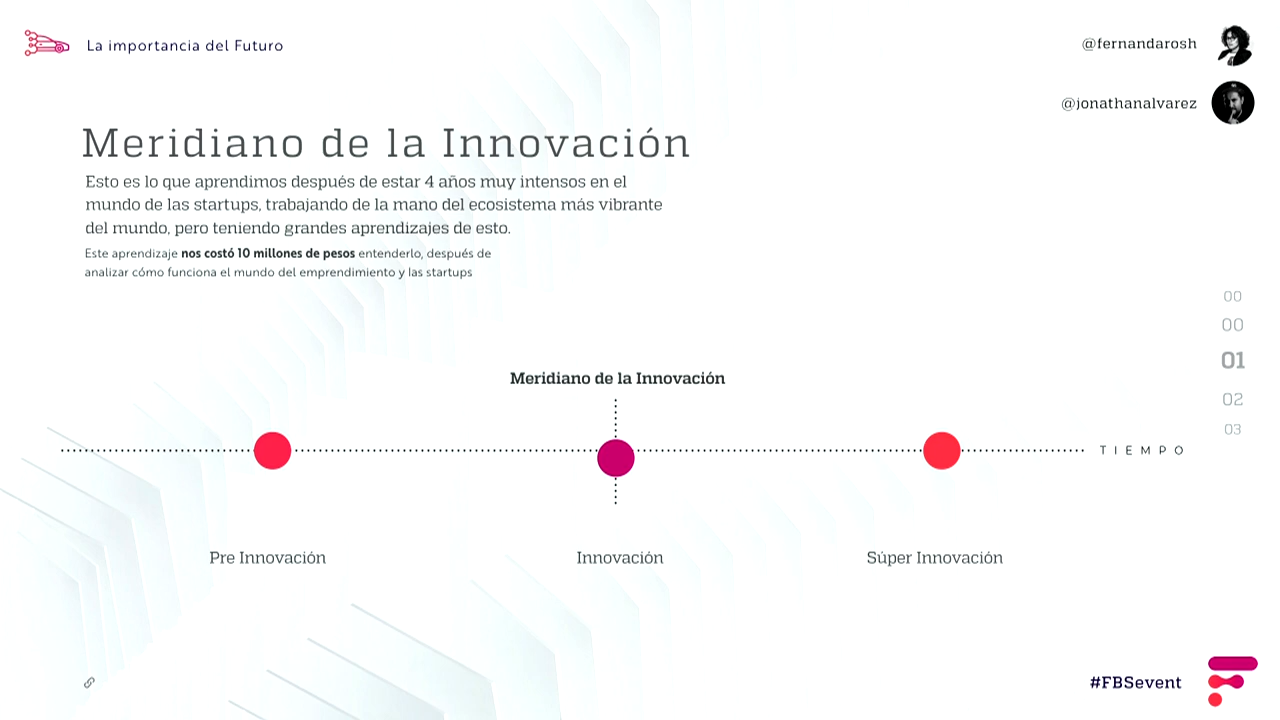 La importancia del Futuro
@fernandarosh
@jonathanalvarez
Meridiano de la Innovación
Esto es lo que aprendimos después de estar 4 años muy intensos en el
mundo de las startups, trabajando de la mano del ecosistema más vibrante
del mundo, pero teniendo grandes aprendizajes de esto.
Este aprendizaje nos costó 10 millones de pesos entenderlo, después de
analizar cómo funciona el mundo del emprendimiento y las startups
00
00
01
02
03
Meridiano de la Innovación
TIEMPO
Pre Innovación
Innovación
Súper Innovación
#FBSevent